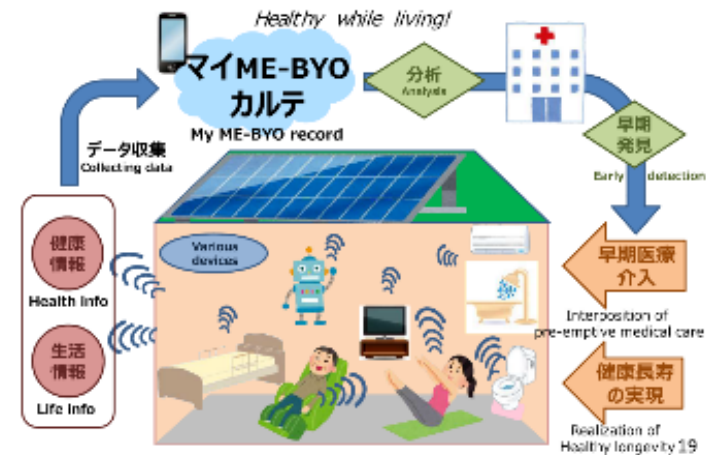 Healthy while living!
マイME-BYO
カルテ
My ME-BYO record
分析
Analysis
早期
発見
Early detection
データ収集
Collecting data
健康
情報
Health info
生活
情報
Life info
Various
devices
早期医療
介入
Interposition of
pre-emptive medical care
健康長寿
の実現
Realization of
Healthy longevity 19